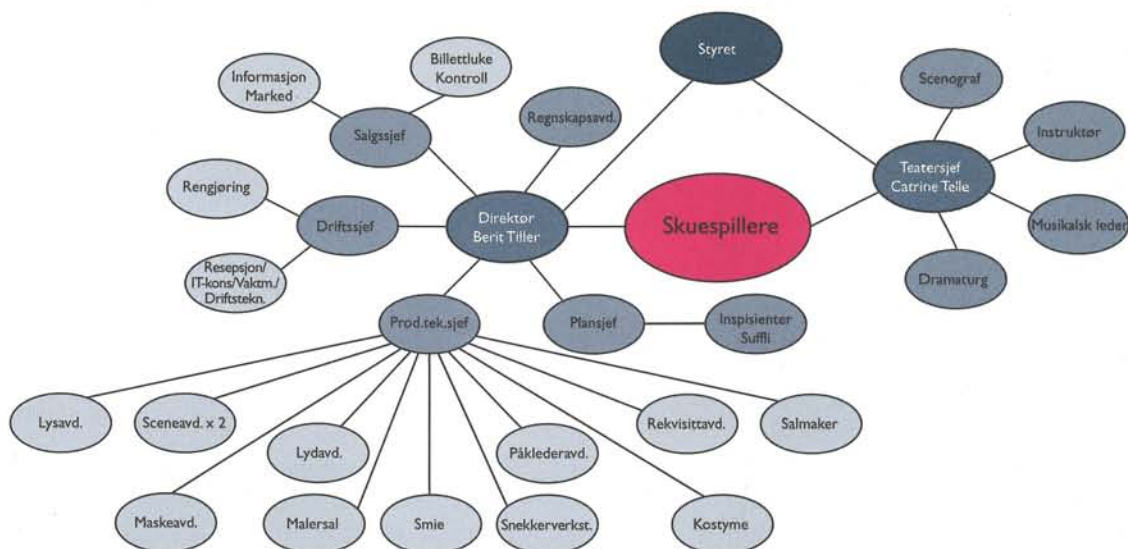 Styret
Billettluke
Kontroll
Informasjon
Marked
Scenograf
Regnskapsavd.
Salgssjef
Instruktør
Teatersjef
Catrine Telle
Rengjøring
Driftssjef
Direktør
Berit Tiller
Skuespillere
Musikalsk leder
Resepsjon/
IT-kons/Vaktm./
Driftstekn.
Dramaturg
Prod.tek.sjef
Plansjef
Inspisienter
Suffli
Lysavd.
Sceneavd. x 2
Lydavd.
Påklederavd.
Rekvisittavd.
Salmaker
Maskeavd.
Malersal
Smie
Snekkerverkst.
Kostyme